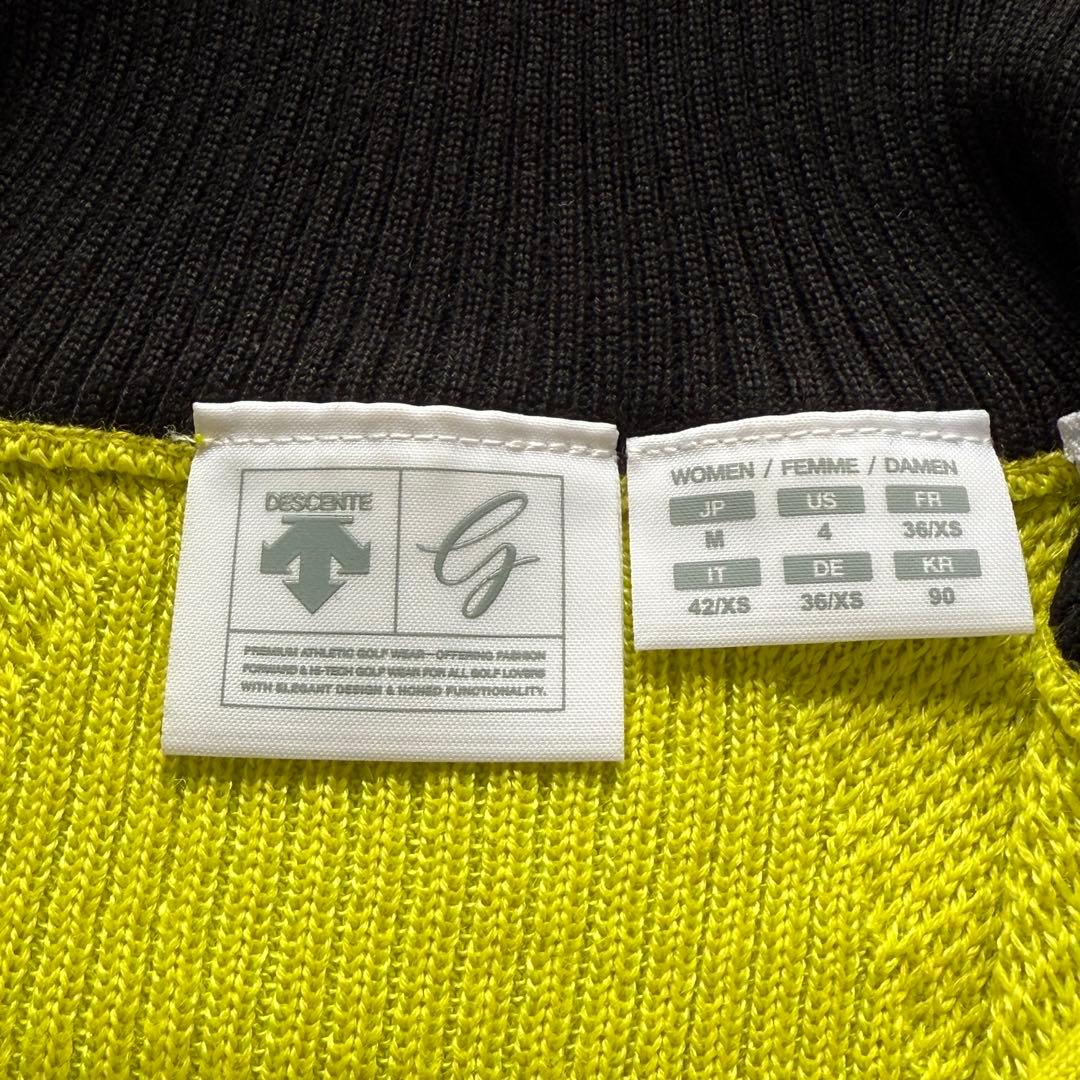 DESCENTE
G
PREMIUM ATHLETIC GOLF WEAR—OFFERING FASHION
FORWARD & HI-TECH GOLF WEAR FOR ALL GOLF LOVERS
WITH ELEGANT DESIGN & HONED FUNCTIONALITY.
WOMEN / FEMME / DAMEN
JP US FR
M 4 36/XS
IT DE KR
42/XS 36/XS 90